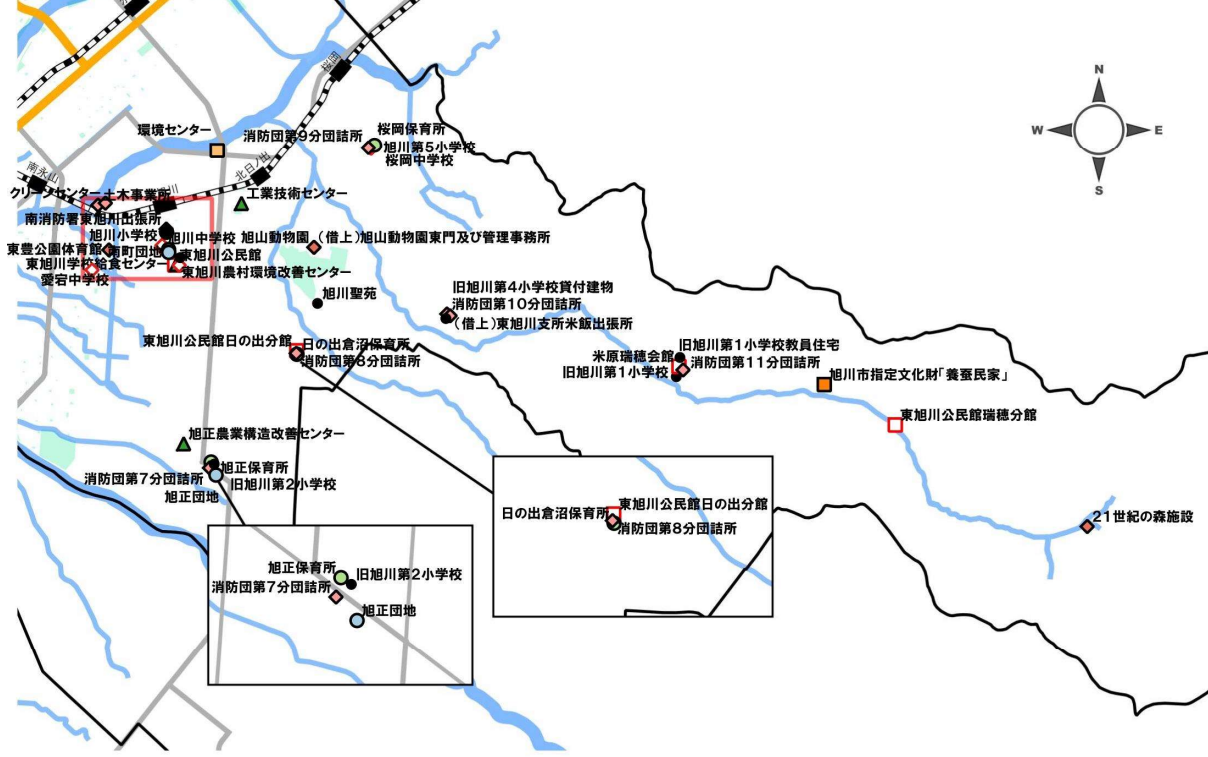 N
W
E
S
桜岡
環境センター
消防団第9分団詰所
桜岡保育所
旭川第5小学校
桜岡中学校
南永山
北日ノ出
クリーンセンター
土木事業所
工業技術センター
南消防署東旭川出張所
旭川小学校
旭川中学校
旭山動物園
(借上)旭山動物園東門及び管理事務所
東豊公園体育館
南町団地
東旭川公民館
東旭川学校給食センター
東旭川農村環境改善センター
愛宕中学校
旭川聖苑
旧旭川第4小学校貸付建物
消防団第10分団詰所
(借上)東旭川支所米飯出張所
東旭川公民館日の出分館
日の出倉沼保育所
消防団第8分団詰所
旧旭川第1小学校教員住宅
米原瑞穂会館
消防団第11分団詰所
旧旭川第1小学校
旭川市指定文化財「養蚕民家」
東旭川公民館瑞穂分館
旭正農業構造改善センター
旭正保育所
消防団第7分団詰所
旧旭川第2小学校
旭正団地
東旭川公民館日の出分館
日の出倉沼保育所
消防団第8分団詰所
21世紀の森施設
旭正保育所
旧旭川第2小学校
消防団第7分団詰所
旭正団地